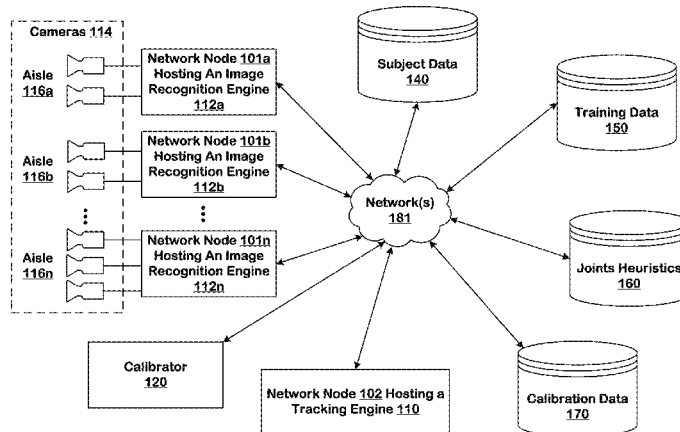 Cameras 114
Aisle
116a
Network Node 101a
Hosting An Image
Recognition Engine
112a
Aisle
116b
Network Node 101b
Hosting An Image
Recognition Engine
112b
Aisle
116n
Network Node 101n
Hosting An Image
Recognition Engine
112n
Subject Data
140
Training Data
150
Network(s)
181
Joints Heuristics
160
Calibrator
120
Network Node 102 Hosting a
Tracking Engine 110
Calibration Data
170